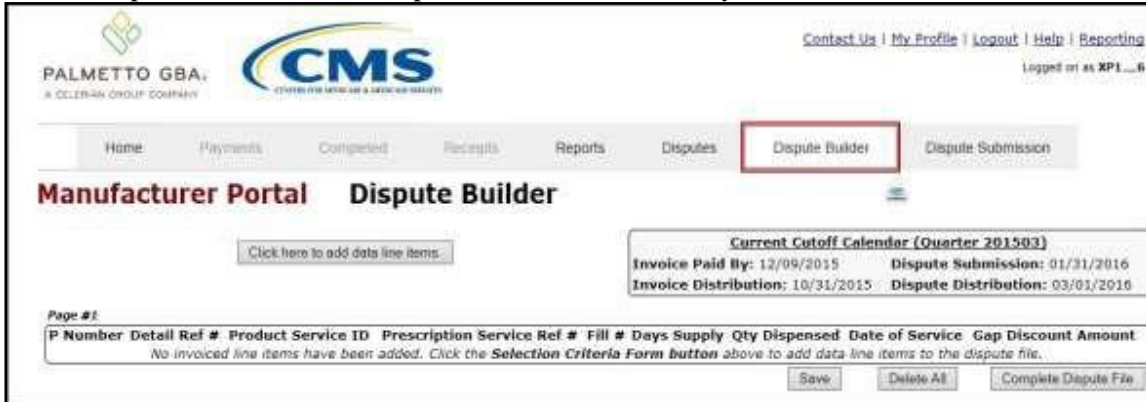 Contact Us | My Profile | Logout | Help | Reporting
PALMETTO GBA.
A CELERIAN GROUP COMPANY
CMS
CENTERS FOR MEDICARE & MEDICAID SERVICES
Logged on as XP1....6
Home Payments Completed Receipts Reports Disputes Dispute Builder Dispute Submission
Manufacturer Portal Dispute Builder
Click here to add data line items
Current Cutoff Calendar (Quarter 201503)
Invoice Paid By: 12/09/2015 Dispute Submission: 01/31/2016
Invoice Distribution: 10/31/2015 Dispute Distribution: 03/01/2016
Page #1
P Number Detail Ref # Product Service ID Prescription Service Ref # Fill # Days Supply Qty Dispensed Date of Service Gap Discount Amount
No invoiced line items have been added. Click the Selection Criteria Form button above to add data line items to the dispute file.
Save Delete All Complete Dispute File